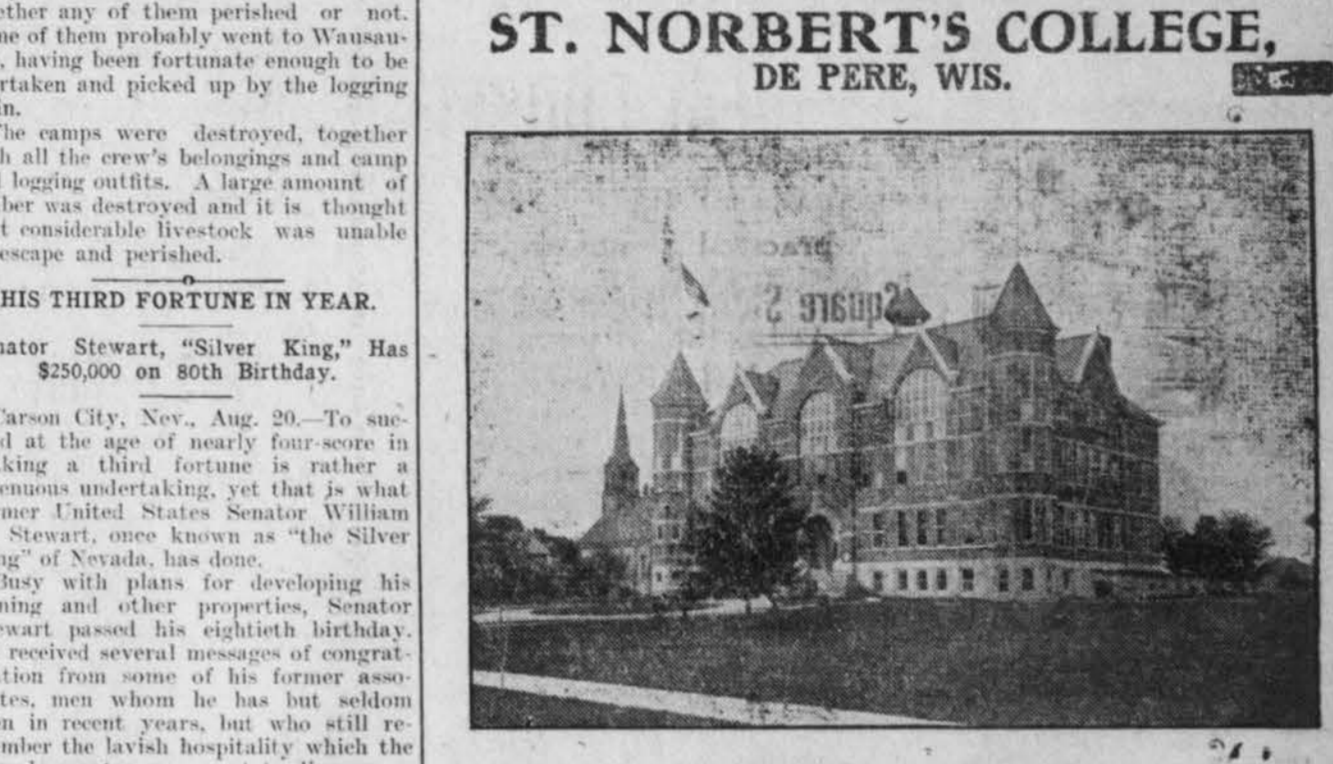 ether any of them perished or not.
ne of them probably went to Wausau-
, having been fortunate enough to be
rtaken and picked up by the logging
in.
he camps were destroyed, together
h all the crew's belongings and camp
logging outfits. A large amount of
ber was destroyed and it is thought
t considerable livestock was unable
escape and perished.
HIS THIRD FORTUNE IN YEAR.
nator Stewart, "Silver King," Has
$250,000 on 80th Birthday.
Carson City, Nev., Aug. 20.—To suc-
d at the age of nearly four-score in
king a third fortune is rather a
enuous undertaking, yet that is what
mer United States Senator William
Stewart, once known as "the Silver
ng" of Nevada, has done.
Busy with plans for developing his
ning and other properties, Senator
ewart passed his eightieth birthday.
received several messages of congrat-
tion from some of his former asso-
tes, men whom he has but seldom
n in recent years, but who still re-
mber the lavish hospitality which the
ST. NORBERT'S COLLEGE,
DE PERE, WIS.